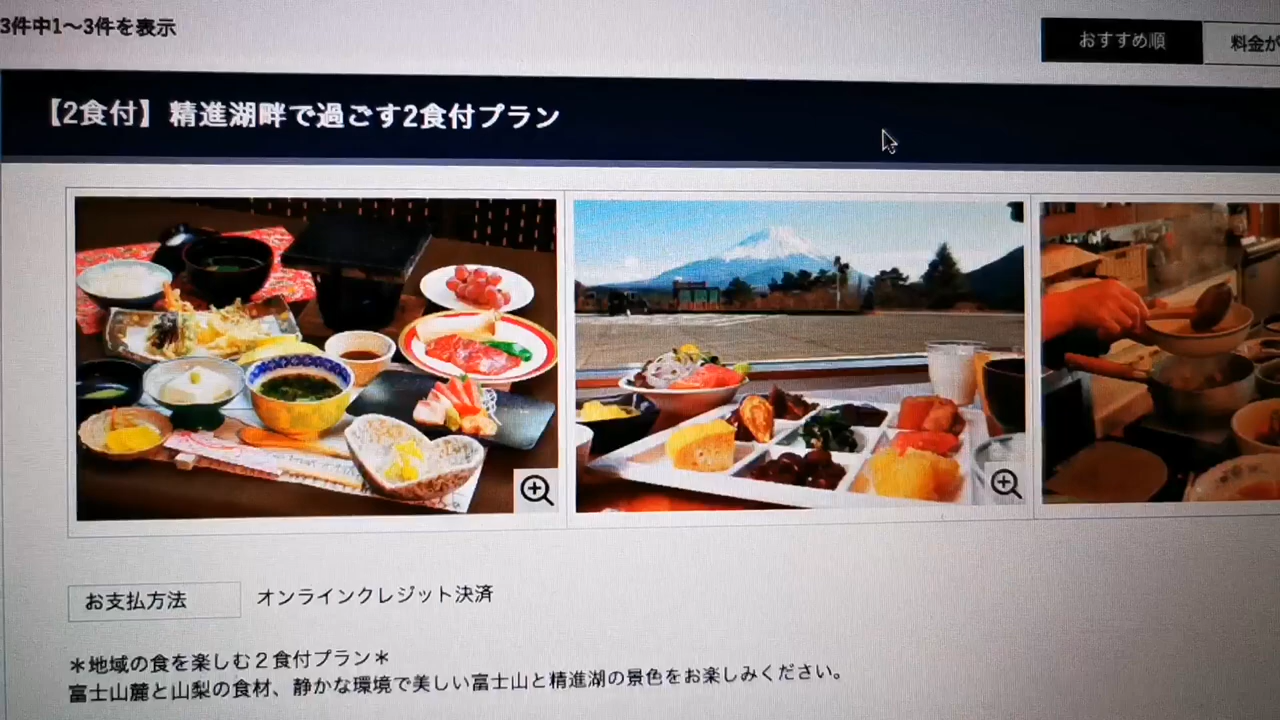 3件中1～3件を表示
おすすめ順
料金が
【2食付】精進湖畔で過ごす2食付プラン
お支払方法
オンラインクレジット決済
＊地域の食を楽しむ２食付プラン＊
富士山麓と山梨の食材、静かな環境で美しい富士山と精進湖の景色をお楽しみください。